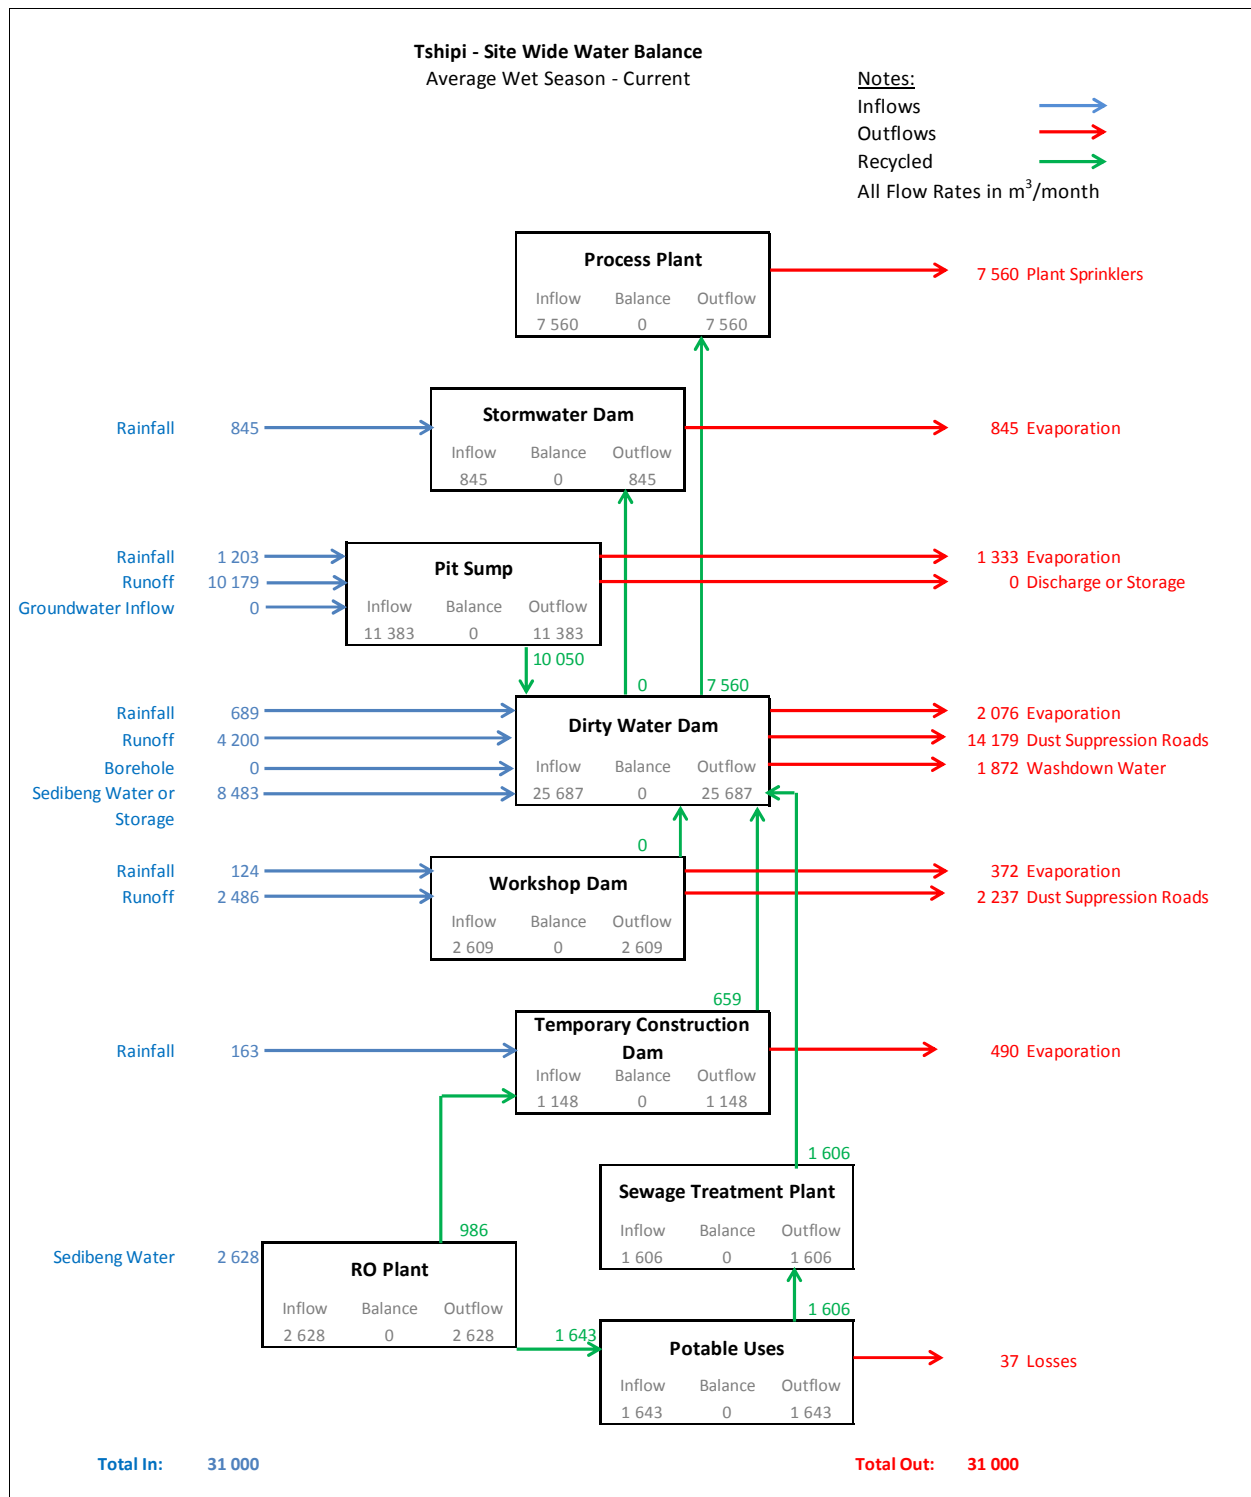 Tshipi - Site Wide Water Balance
Average Wet Season - Current
Notes:
Inflows
Outflows
Recycled
All Flow Rates in m³/month
Process Plant
Inflow Balance Outflow
7 560 0 7 560
7 560 Plant Sprinklers
Rainfall 845
Stormwater Dam
Inflow Balance Outflow
845 0 845
845 Evaporation
Rainfall 1 203
Runoff 10 179
Groundwater Inflow 0
Pit Sump
Inflow Balance Outflow
11 383 0 11 383
1 333 Evaporation
0 Discharge or Storage
10 050
0 7 560
Rainfall 689
Runoff 4 200
Borehole 0
Sedibeng Water or 8 483
Storage
Dirty Water Dam
Inflow Balance Outflow
25 687 0 25 687
2 076 Evaporation
14 179 Dust Suppression Roads
1 872 Washdown Water
0
Rainfall 124
Runoff 2 486
Workshop Dam
Inflow Balance Outflow
2 609 0 2 609
372 Evaporation
2 237 Dust Suppression Roads
659
Rainfall 163
Temporary Construction
Dam
Inflow Balance Outflow
1 148 0 1 148
490 Evaporation
1 606
Sewage Treatment Plant
Inflow Balance Outflow
1 606 0 1 606
986
Sedibeng Water 2 628
RO Plant
Inflow Balance Outflow
2 628 0 2 628
1 643
1 606
Potable Uses
Inflow Balance Outflow
1 643 0 1 643
37 Losses
Total In: 31 000
Total Out: 31 000